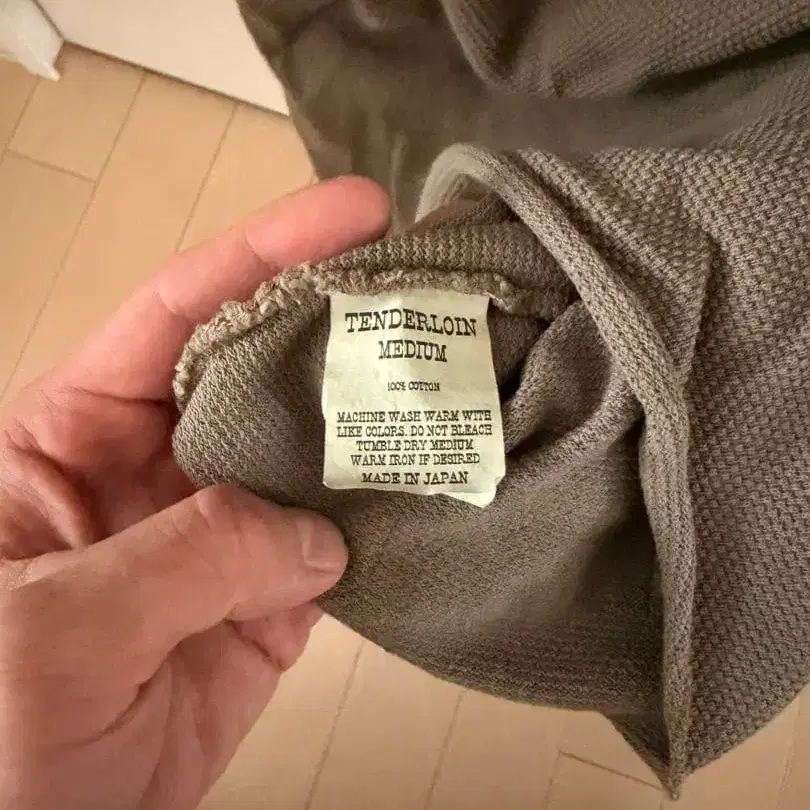 TENDERLOIN
MEDIUM
100% COTTON
MACHINE WASH WARM WITH
LIKE COLORS. DO NOT BLEACH
TUMBLE DRY MEDIUM
WARM IRON IF DESIRED
MADE IN JAPAN